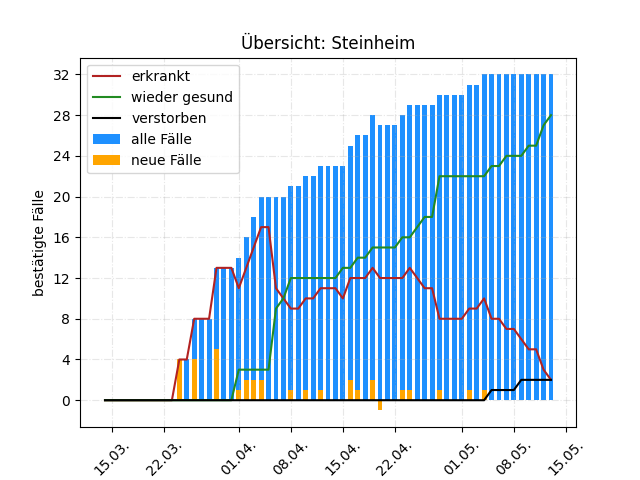 Übersicht: Steinheim
erkrankt
wieder gesund
verstorben
alle Fälle
neue Fälle
bestätigte Fälle
32
28
24
20
16
12
8
4
0
15.03.
22.03.
01.04.
08.04.
15.04.
22.04.
01.05.
08.05.
15.05.